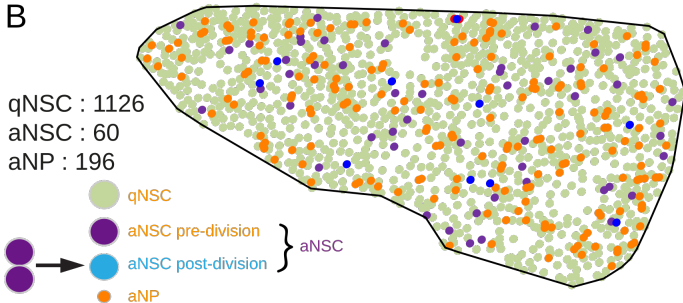 B
qNSC : 1126
aNSC : 60
aNP : 196
qNSC
aNSC pre-division
aNSC post-division
aNSC
aNP